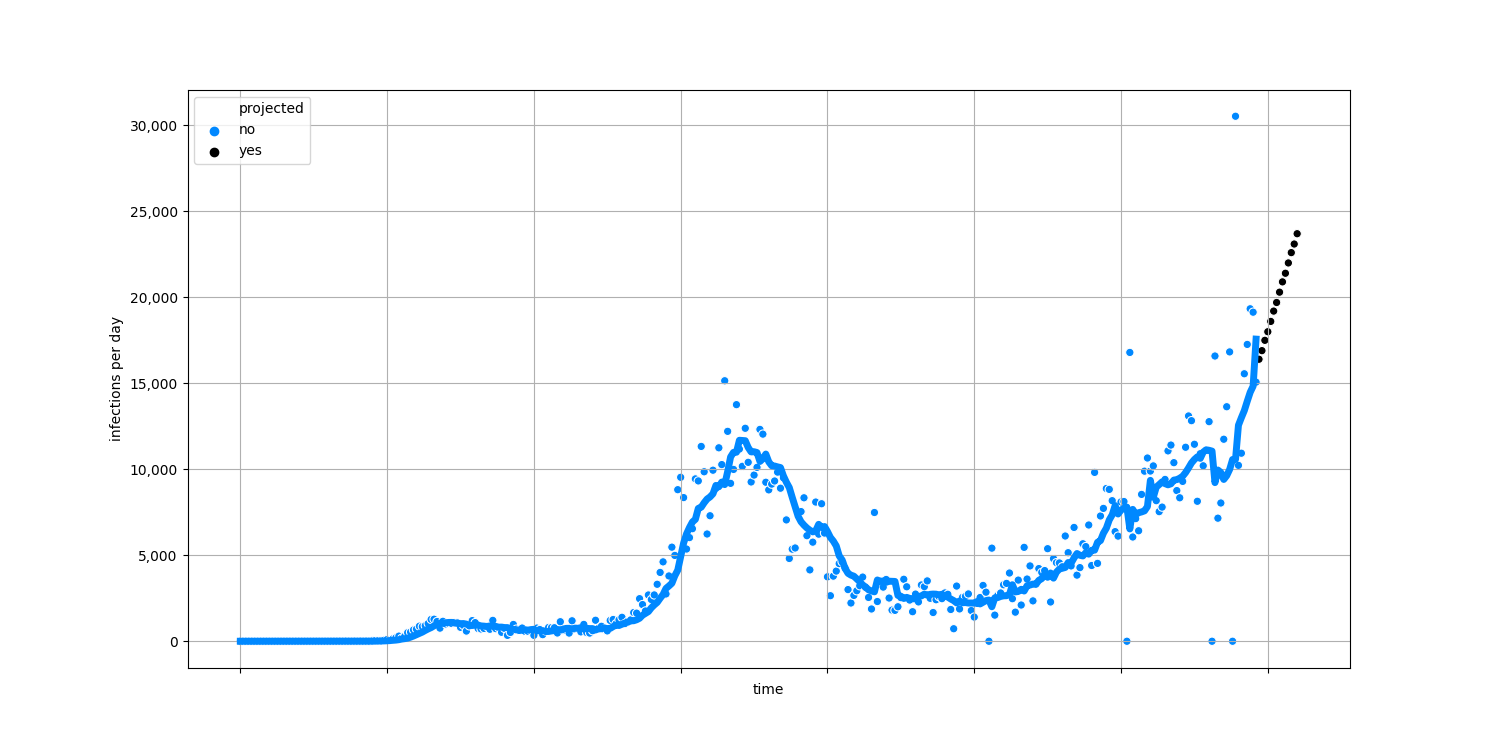 projected
no
yes
30,000
25,000
20,000
15,000
10,000
5,000
0
infections per day
time